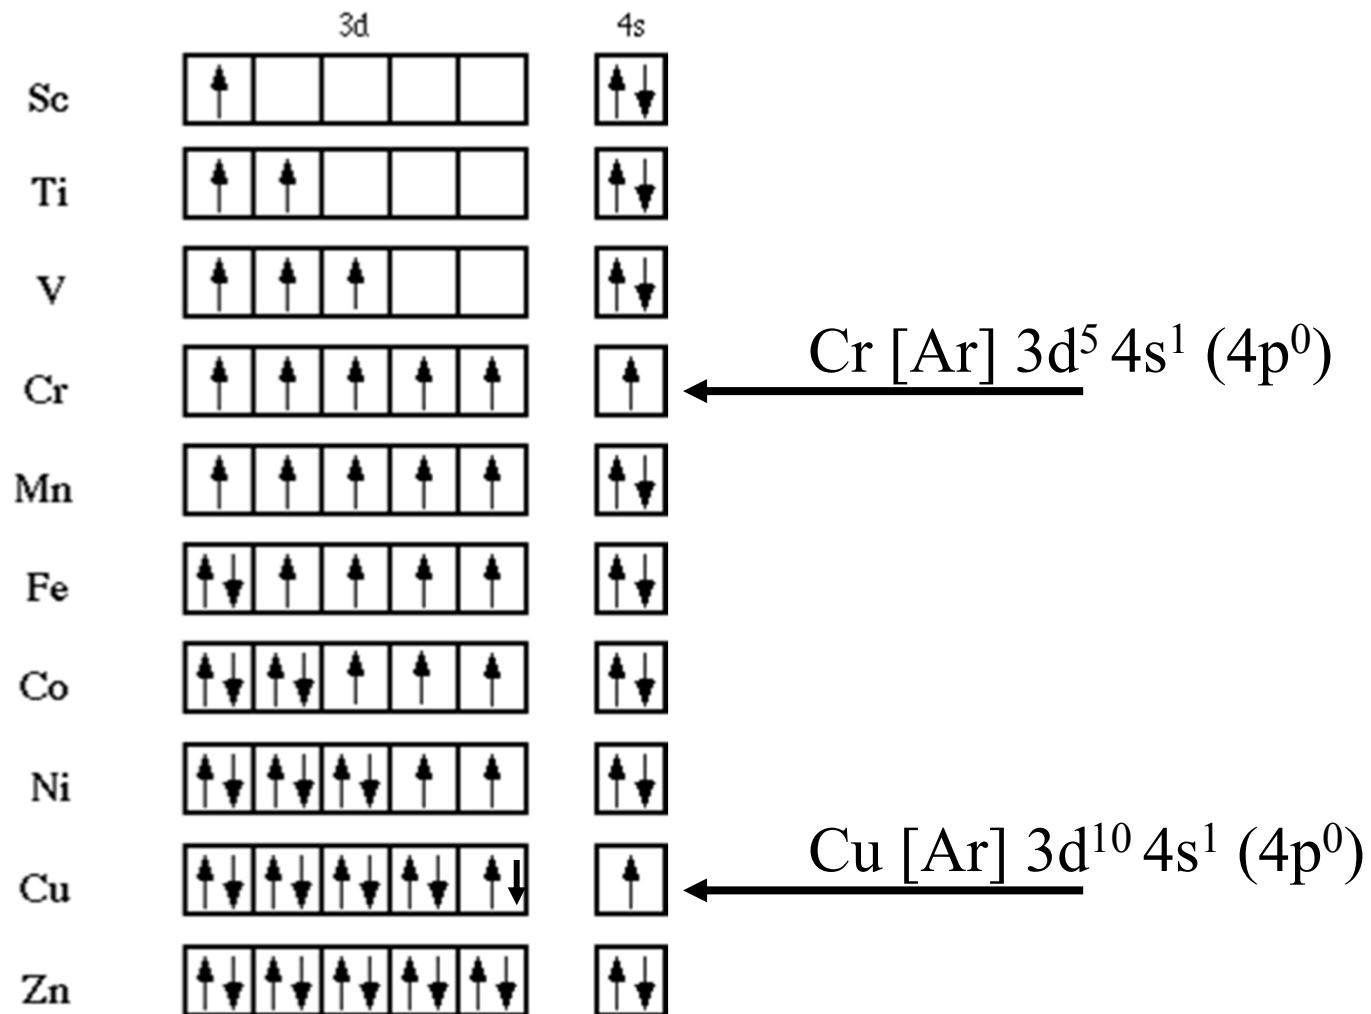 3d 4s
Sc
Ti
V
Cr
Cr [Ar] 3d⁵ 4s¹ (4p⁰)
Mn
Fe
Co
Ni
Cu
Cu [Ar] 3d¹⁰ 4s¹ (4p⁰)
Zn